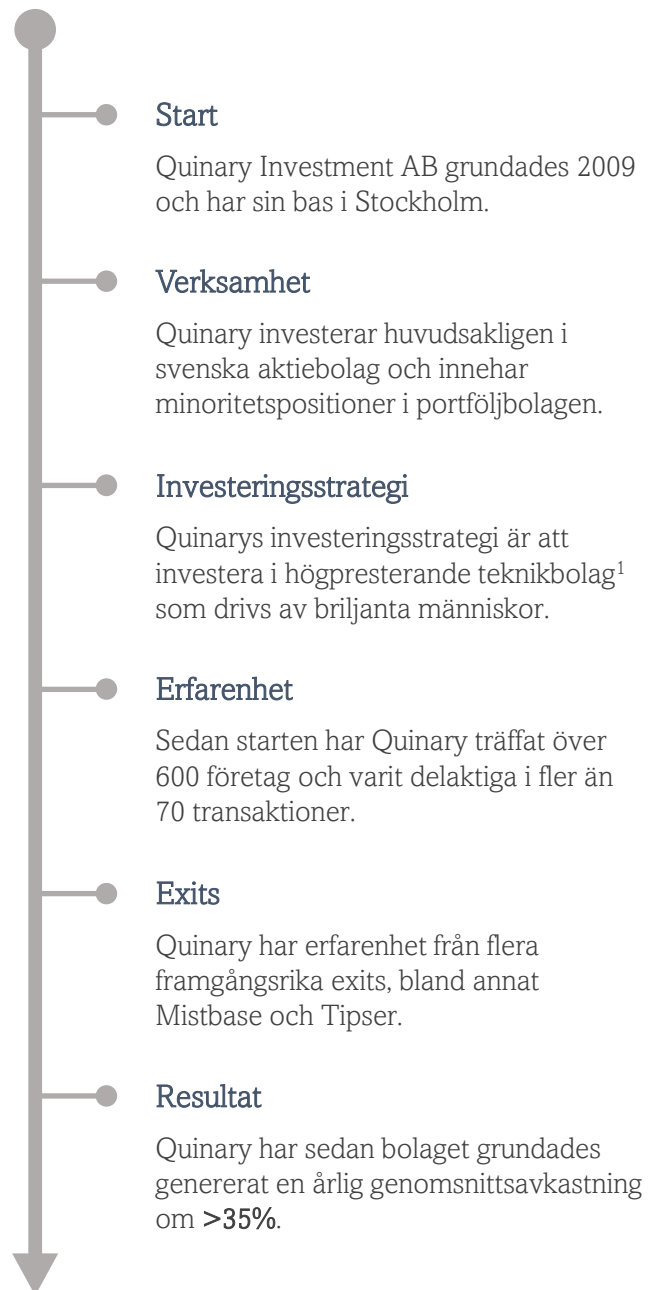 Start
Quinary Investment AB grundades 2009
och har sin bas i Stockholm.
Verksamhet
Quinary investerar huvudsakligen i
svenska aktiebolag och innehar
minoritetspositioner i portföljbolagen.
Investeringsstrategi
Quinarys investeringsstrategi är att
investera i högpresterande teknikbolag¹
som drivs av briljanta människor.
Erfarenhet
Sedan starten har Quinary träffat över
600 företag och varit delaktiga i fler än
70 transaktioner.
Exits
Quinary har erfarenhet från flera
framgångsrika exits, bland annat
Mistbase och Tipser.
Resultat
Quinary har sedan bolaget grundades
genererat en årlig genomsnittsavkastning
om >35%.